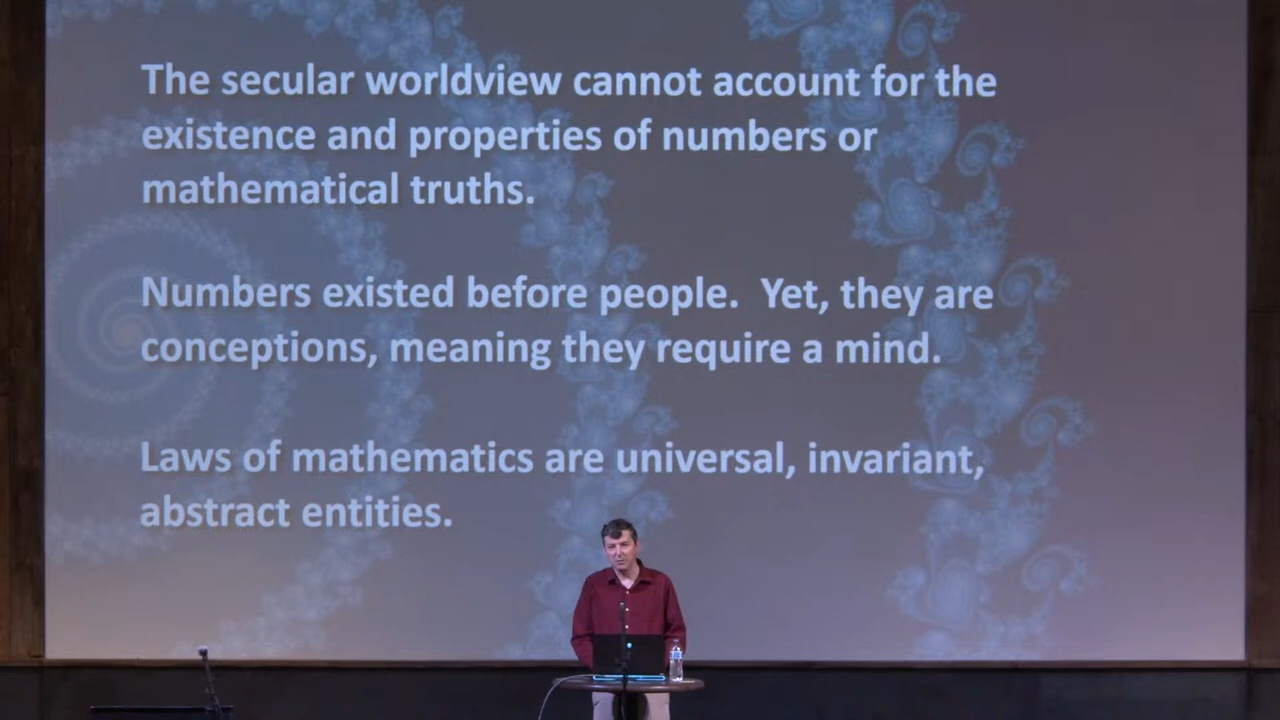 The secular worldview cannot account for the
existence and properties of numbers or
mathematical truths.
Numbers existed before people.  Yet, they are
conceptions, meaning they require a mind.
Laws of mathematics are universal, invariant,
abstract entities.